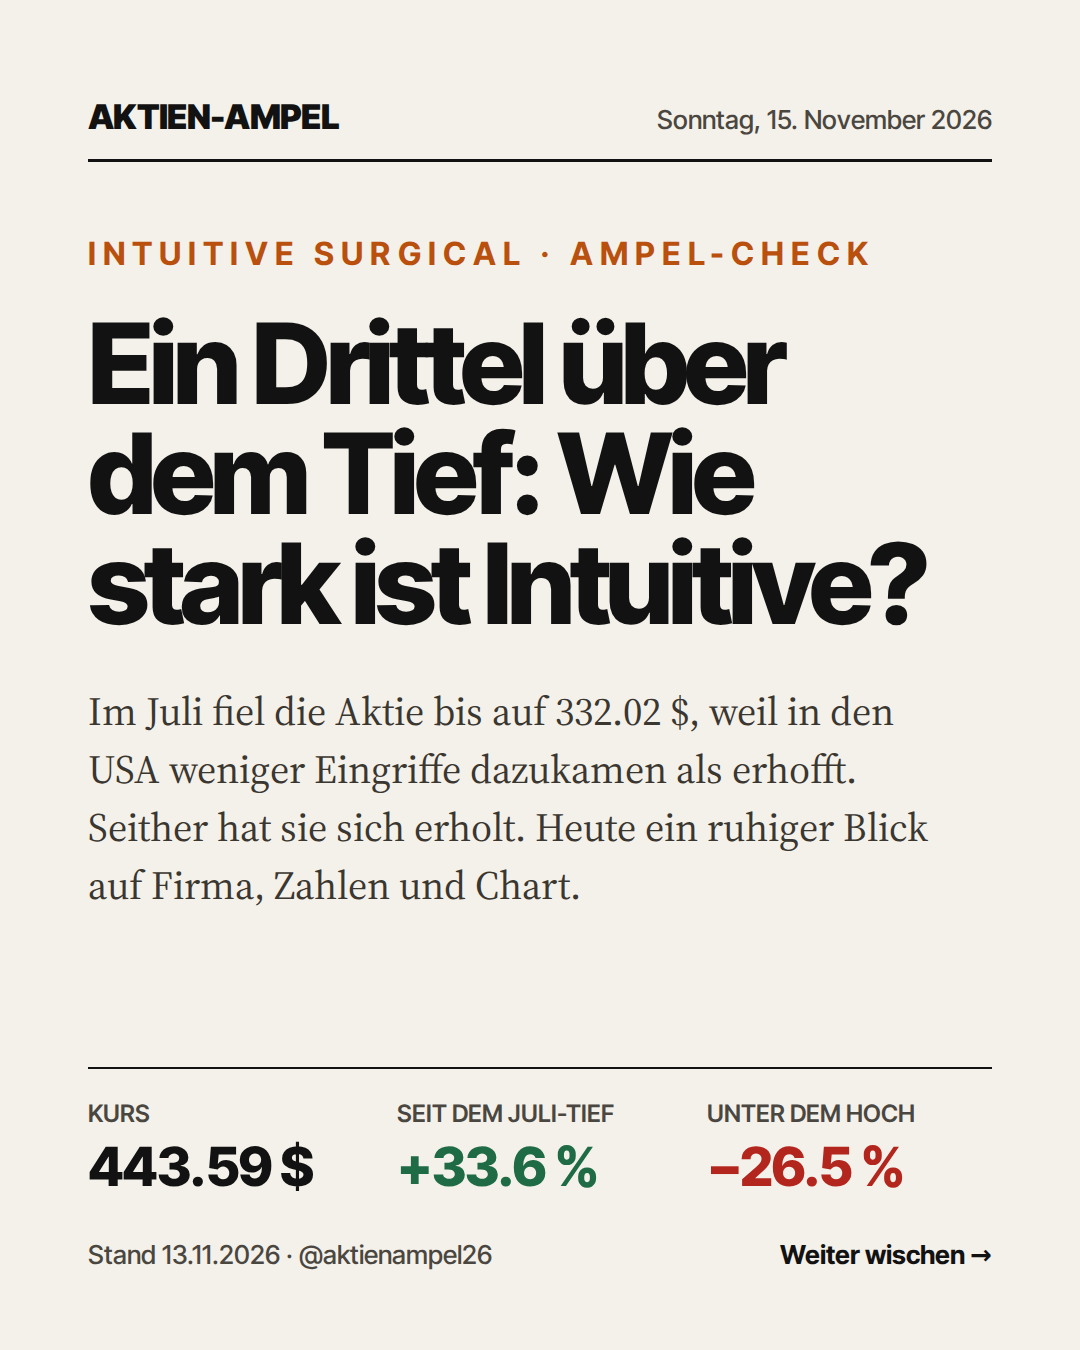 AKTIEN-AMPEL
Sonntag, 15. November 2026
INTUITIVE SURGICAL · AMPEL-CHECK
Ein Drittel über
dem Tief: Wie
stark ist Intuitive?
Im Juli fiel die Aktie bis auf 332.02 $, weil in den
USA weniger Eingriffe dazukamen als erhofft.
Seither hat sie sich erholt. Heute ein ruhiger Blick
auf Firma, Zahlen und Chart.
KURS
443.59 $
SEIT DEM JULI-TIEF
+33.6 %
UNTER DEM HOCH
−26.5 %
Stand 13.11.2026 · @aktienampel26
Weiter wischen →